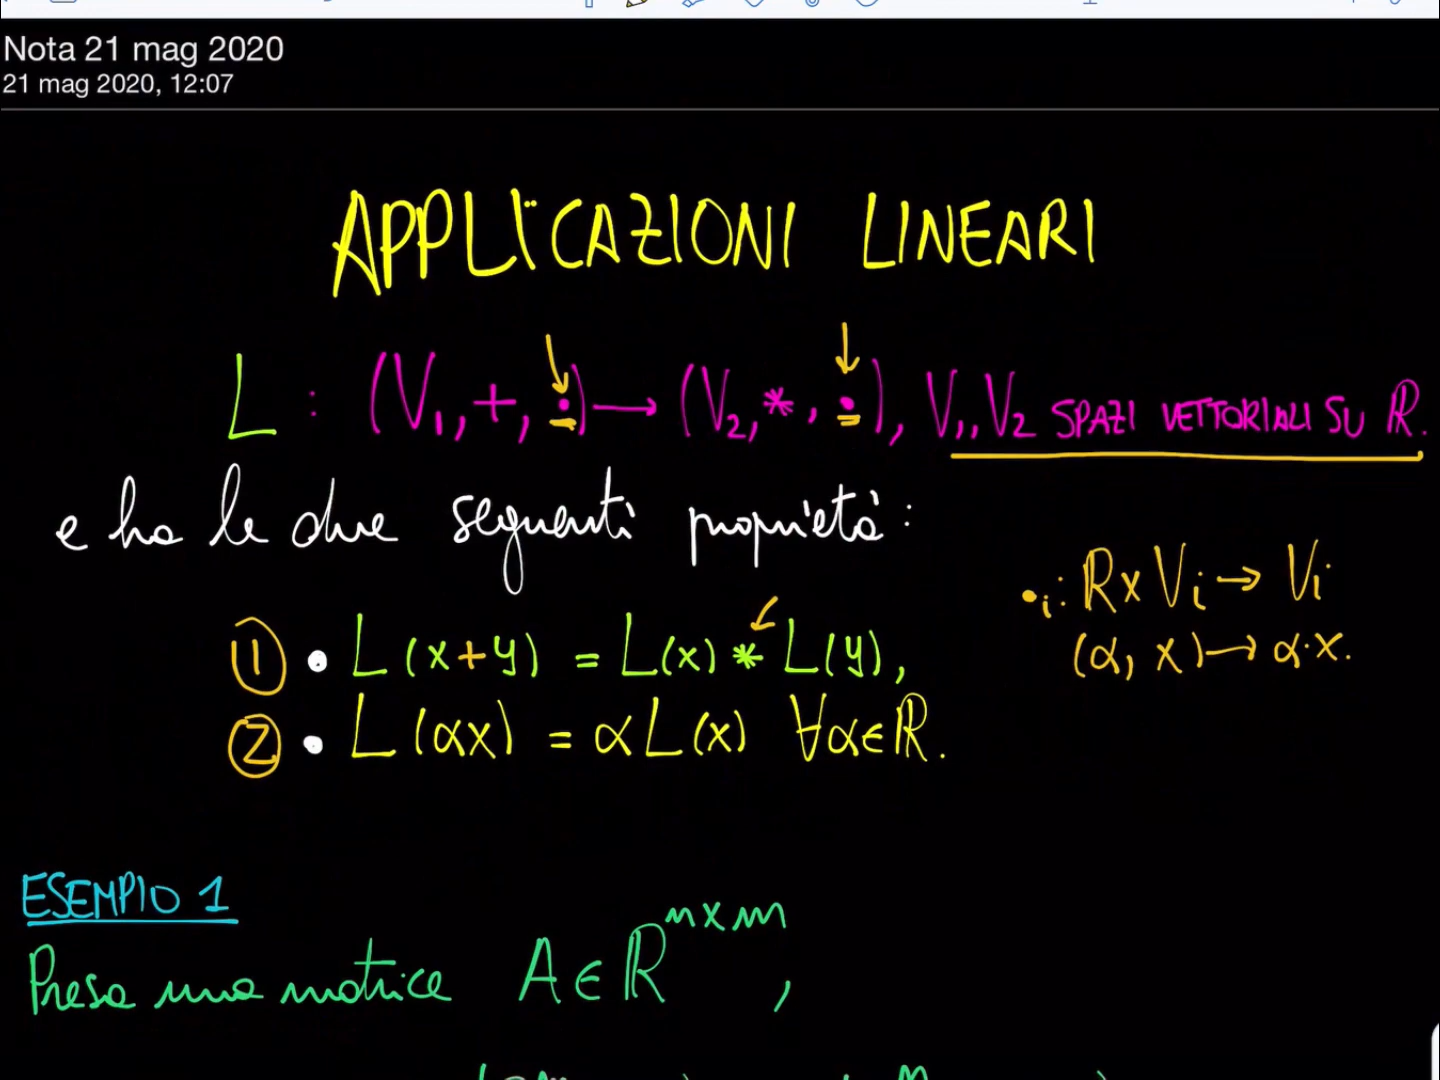 Nota 21 mag 2020
21 mag 2020, 12:07
APPLICAZIONI LINEARI
L : (V₁, +, ·) → (V₂, *, ·), V₁, V₂ SPAZI VETTORIALI SU ℝ.
e ha le due seguenti proprietà:
·ᵢ: ℝ x Vᵢ → Vᵢ
(α, x) → α·x.
① • L(x+y) = L(x) * L(y),
② • L(αx) = αL(x) ∀α∈ℝ.
ESEMPIO 1
Presa una matrice A∈ℝⁿˣᵐ,